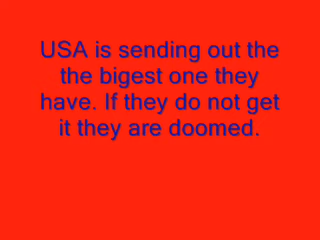 USA is sending out the
the bigest one they
have. If they do not get
it they are doomed.